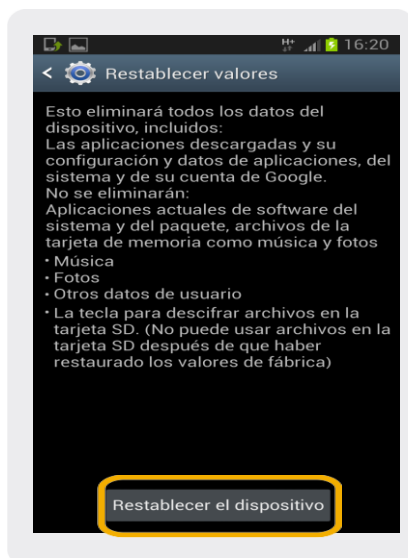 H+ 16:20
< Restablecer valores
Esto eliminará todos los datos del
dispositivo, incluidos:
Las aplicaciones descargadas y su
configuración y datos de aplicaciones, del
sistema y de su cuenta de Google.
No se eliminarán:
Aplicaciones actuales de software del
sistema y del paquete, archivos de la
tarjeta de memoria como música y fotos
• Música
• Fotos
• Otros datos de usuario
• La tecla para descifrar archivos en la
tarjeta SD. (No puede usar archivos en la
tarjeta SD después de que haber
restaurado los valores de fábrica)
Restablecer el dispositivo